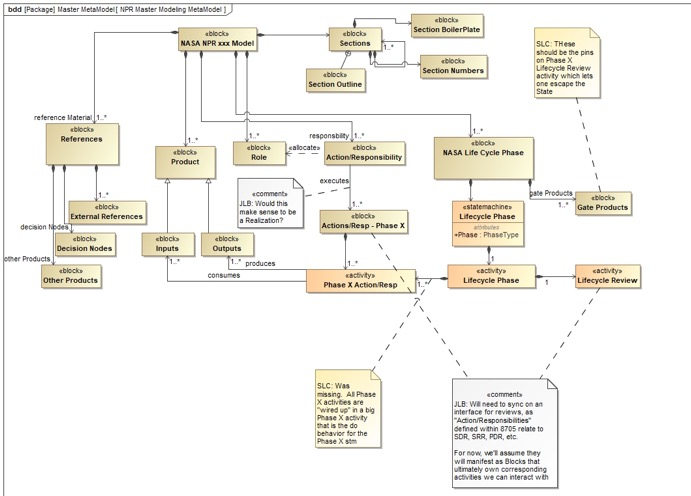 bdd [Package] Master MetaModel[ NPR Master Modeling MetaModel ]
«block»
NASA NPR xxx Model
«block»
Sections
1..*
«block»
Section BoilerPlate
«block»
Section Numbers
«block»
Section Outline
SLC: THese
should be the pins
on Phase X
Lifecycle Review
activity which lets
one escape the
State
reference Material
1..*
«block»
References
1..*
«block»
Product
1..*
«block»
Role
«allocate»
responsbility
1..*
«block»
Action/Responsibility
1..*
«block»
NASA Life Cycle Phase
executes
«comment»
JLB: Would this
make sense to be
a Realization?
gate Products
1..*
«block»
Gate Products
1..*
«block»
External References
decision Nodes
1..*
«block»
Decision Nodes
other Products
1..*
«block»
Other Products
«block»
Inputs
1..*
«block»
Outputs
1..*
1..*
«block»
Actions/Resp - Phase X
«statemachine»
Lifecycle Phase
attributes
+Phase : PhaseType
produces
consumes
1..*
«activity»
Phase X Action/Resp
1..*
1
«activity»
Lifecycle Phase
1
«activity»
Lifecycle Review
SLC: Was
missing. All Phase
X activities are
"wired up" in a big
Phase X activity
that is the do
behavior for the
Phase X stm
«comment»
JLB: Will need to sync on an
interface for reviews, as
"Action/Responsibilities"
defined within 8705 relate to
SDR, SRR, PDR, etc.
For now, we'll assume they
will manifest as Blocks that
ultimately own corresponding
activities we can interact with